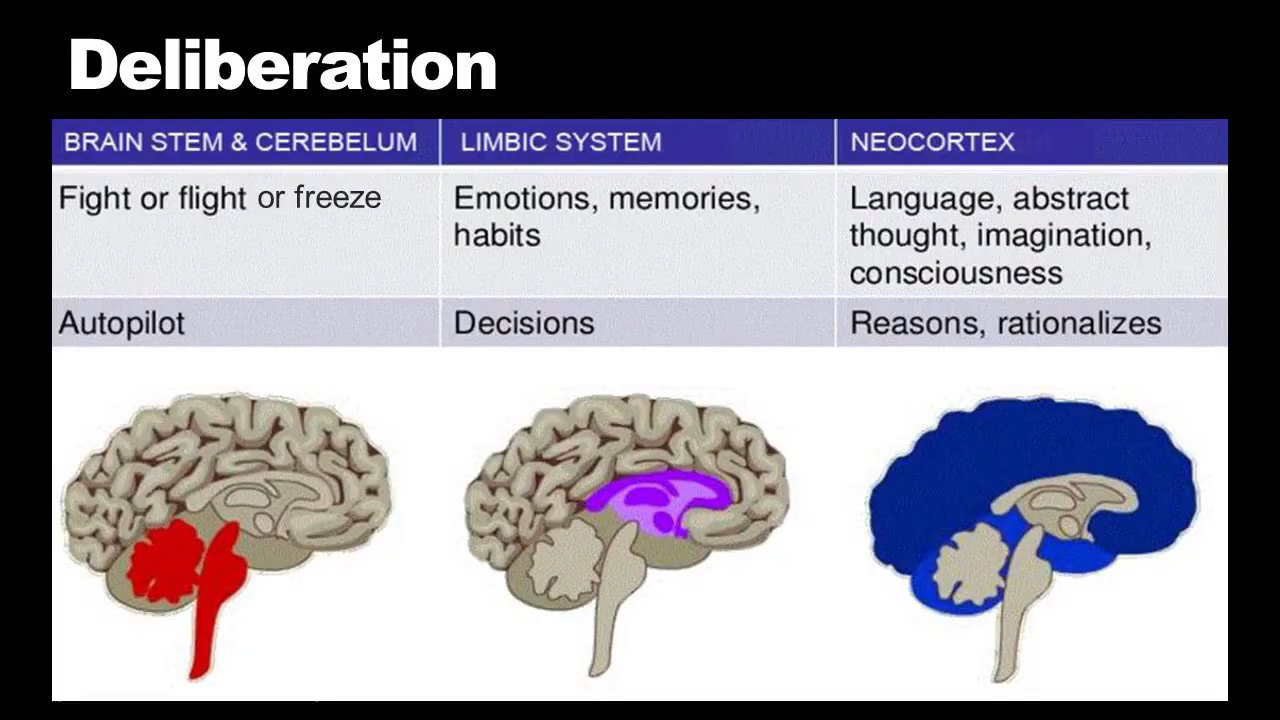 Deliberation
BRAIN STEM & CEREBELUM
LIMBIC SYSTEM
NEOCORTEX
Fight or flight or freeze
Emotions, memories,
habits
Language, abstract
thought, imagination,
consciousness
Autopilot
Decisions
Reasons, rationalizes